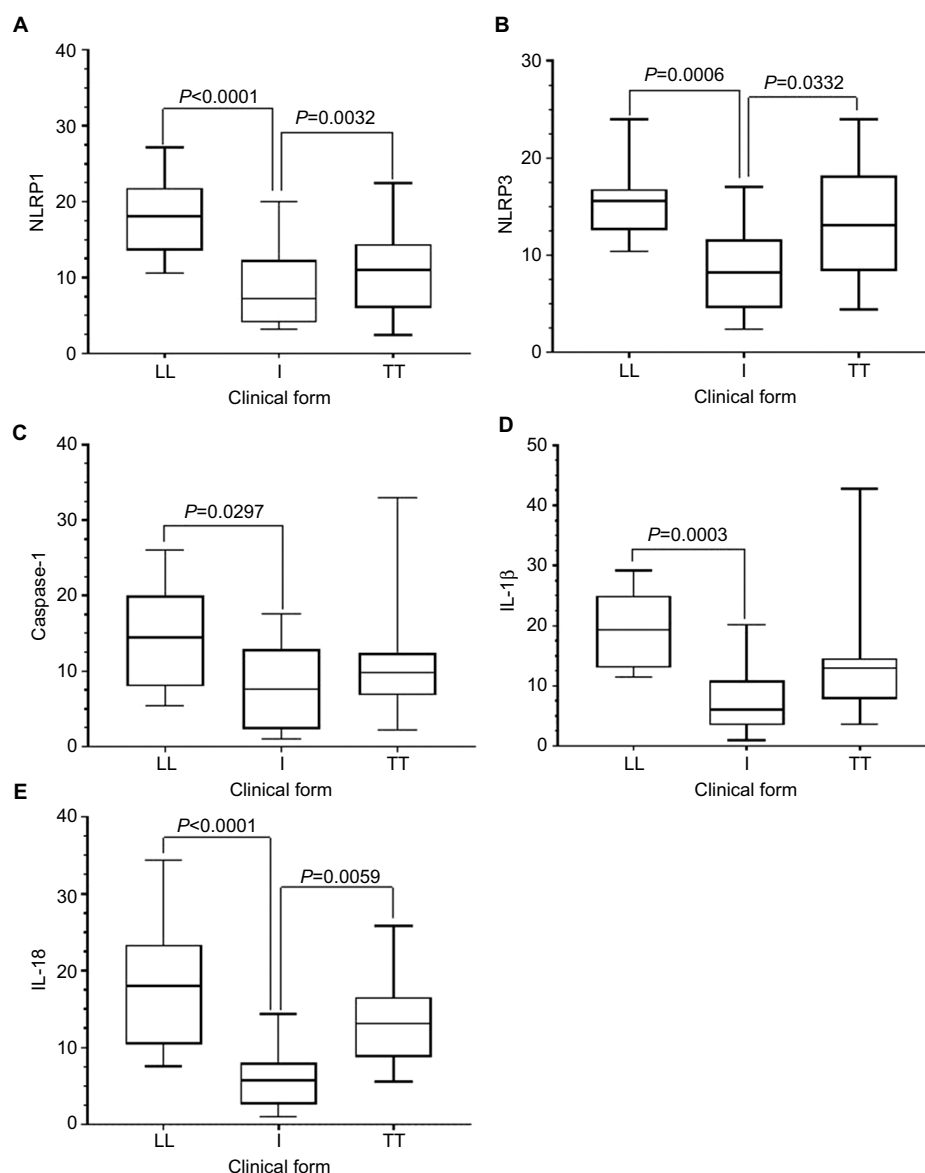 A
40
30
20
10
0
NLRP1
P<0.0001
P=0.0032
LL I TT
Clinical form
B
30
20
10
0
NLRP3
P=0.0006
P=0.0332
LL I TT
Clinical form
C
40
30
20
10
0
Caspase-1
P=0.0297
LL I TT
Clinical form
D
50
40
30
20
10
0
IL-1β
P=0.0003
LL I TT
Clinical form
E
40
30
20
10
0
IL-18
P<0.0001
P=0.0059
LL I TT
Clinical form